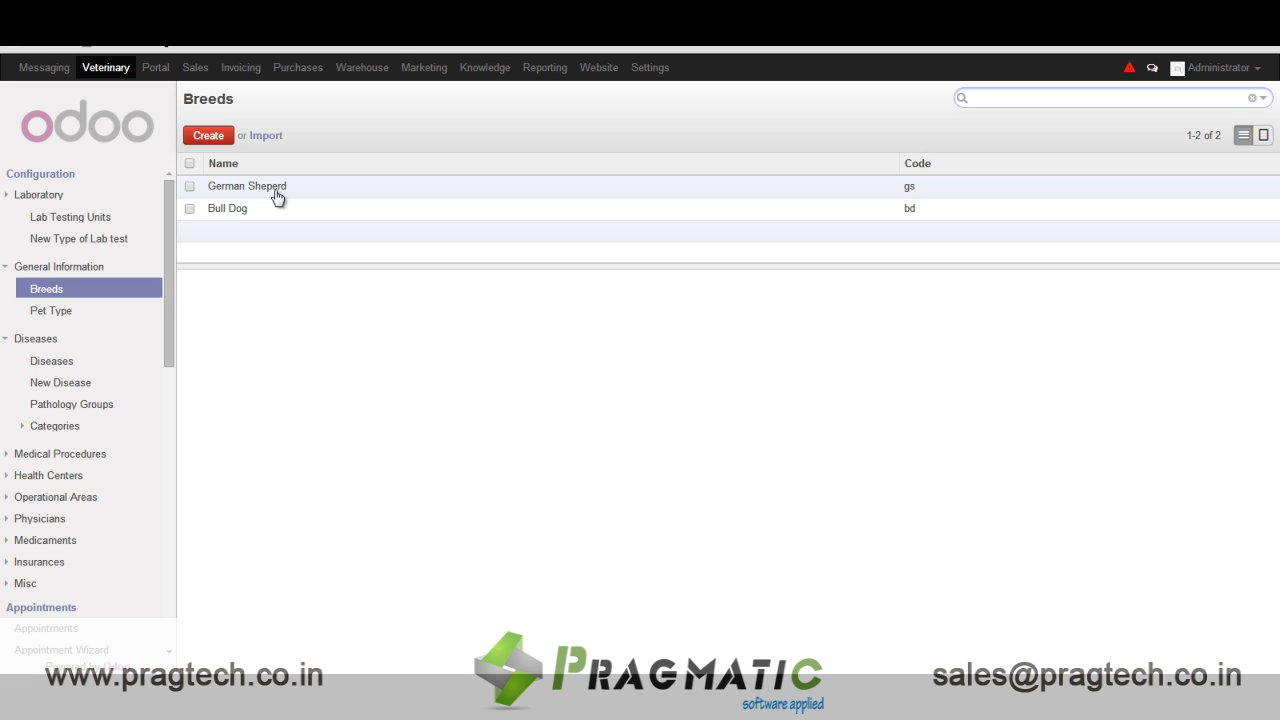 Messaging Veterinary Portal Sales Invoicing Purchases Warehouse Marketing Knowledge Reporting Website Settings Administrator
odoo
Breeds
Create or Import 1-2 of 2
Name Code
German Sheperd gs
Bull Dog bd
Configuration
Laboratory
Lab Testing Units
New Type of Lab test
General Information
Breeds
Pet Type
Diseases
Diseases
New Disease
Pathology Groups
Categories
Medical Procedures
Health Centers
Operational Areas
Physicians
Medicaments
Insurances
Misc
Appointments
Appointments
Appointment Wizard
Powered by Odoo
www.pragtech.co.in
PRAGMATIC
software applied
sales@pragtech.co.in